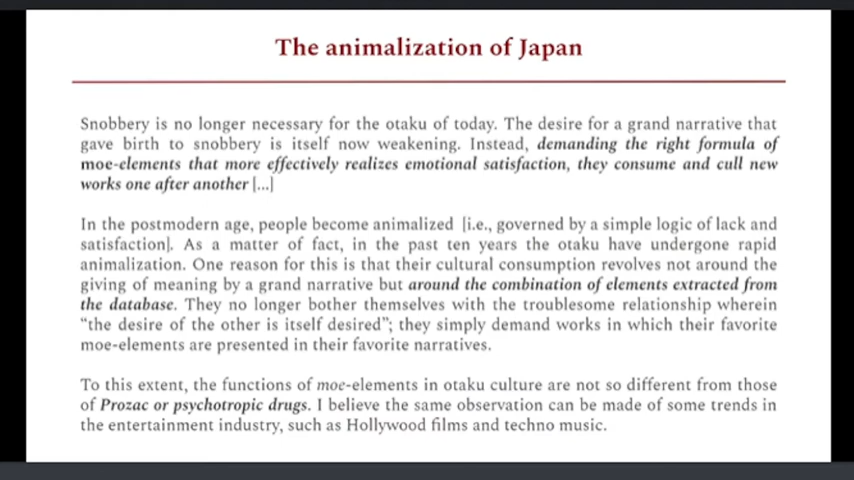 The animalization of Japan
Snobbery is no longer necessary for the otaku of today. The desire for a grand narrative that
gave birth to snobbery is itself now weakening. Instead, demanding the right formula of
moe-elements that more effectively realizes emotional satisfaction, they consume and cull new
works one after another [...]
In the postmodern age, people become animalized [i.e., governed by a simple logic of lack and
satisfaction]. As a matter of fact, in the past ten years the otaku have undergone rapid
animalization. One reason for this is that their cultural consumption revolves not around the
giving of meaning by a grand narrative but around the combination of elements extracted from
the database. They no longer bother themselves with the troublesome relationship wherein
“the desire of the other is itself desired”; they simply demand works in which their favorite
moe-elements are presented in their favorite narratives.
To this extent, the functions of moe-elements in otaku culture are not so different from those
of Prozac or psychotropic drugs. I believe the same observation can be made of some trends in
the entertainment industry, such as Hollywood films and techno music.